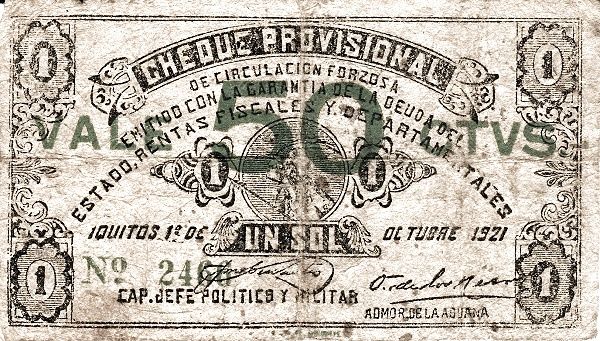 1 CHEQUE PROVISIONAL 1
DE CIRCULACION FORZOSA
EMITIDO CON LA GARANTIA DE LA DEUDA DEL
ESTADO, RENTAS FISCALES Y DEPARTAMENTALES
VALE 50 CTVS
1 1
IQUITOS 1º DE OCTUBRE 1921
UN SOL
Nº
1 1
CAP. JEFE POLITICO Y MILITAR
ADMOR DE LA ADUANA